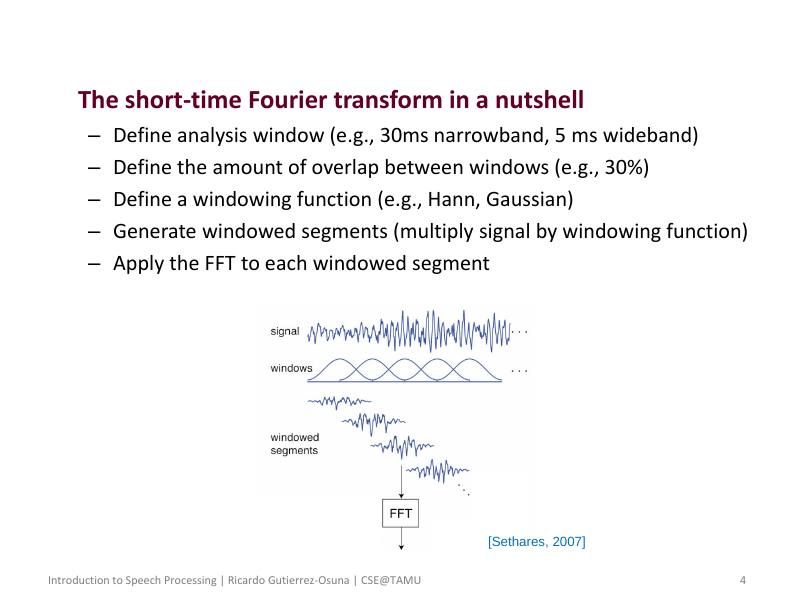 The short-time Fourier transform in a nutshell
– Define analysis window (e.g., 30ms narrowband, 5 ms wideband)
– Define the amount of overlap between windows (e.g., 30%)
– Define a windowing function (e.g., Hann, Gaussian)
– Generate windowed segments (multiply signal by windowing function)
– Apply the FFT to each windowed segment
signal
windows
windowed
segments
FFT
[Sethares, 2007]
Introduction to Speech Processing | Ricardo Gutierrez-Osuna | CSE@TAMU 4